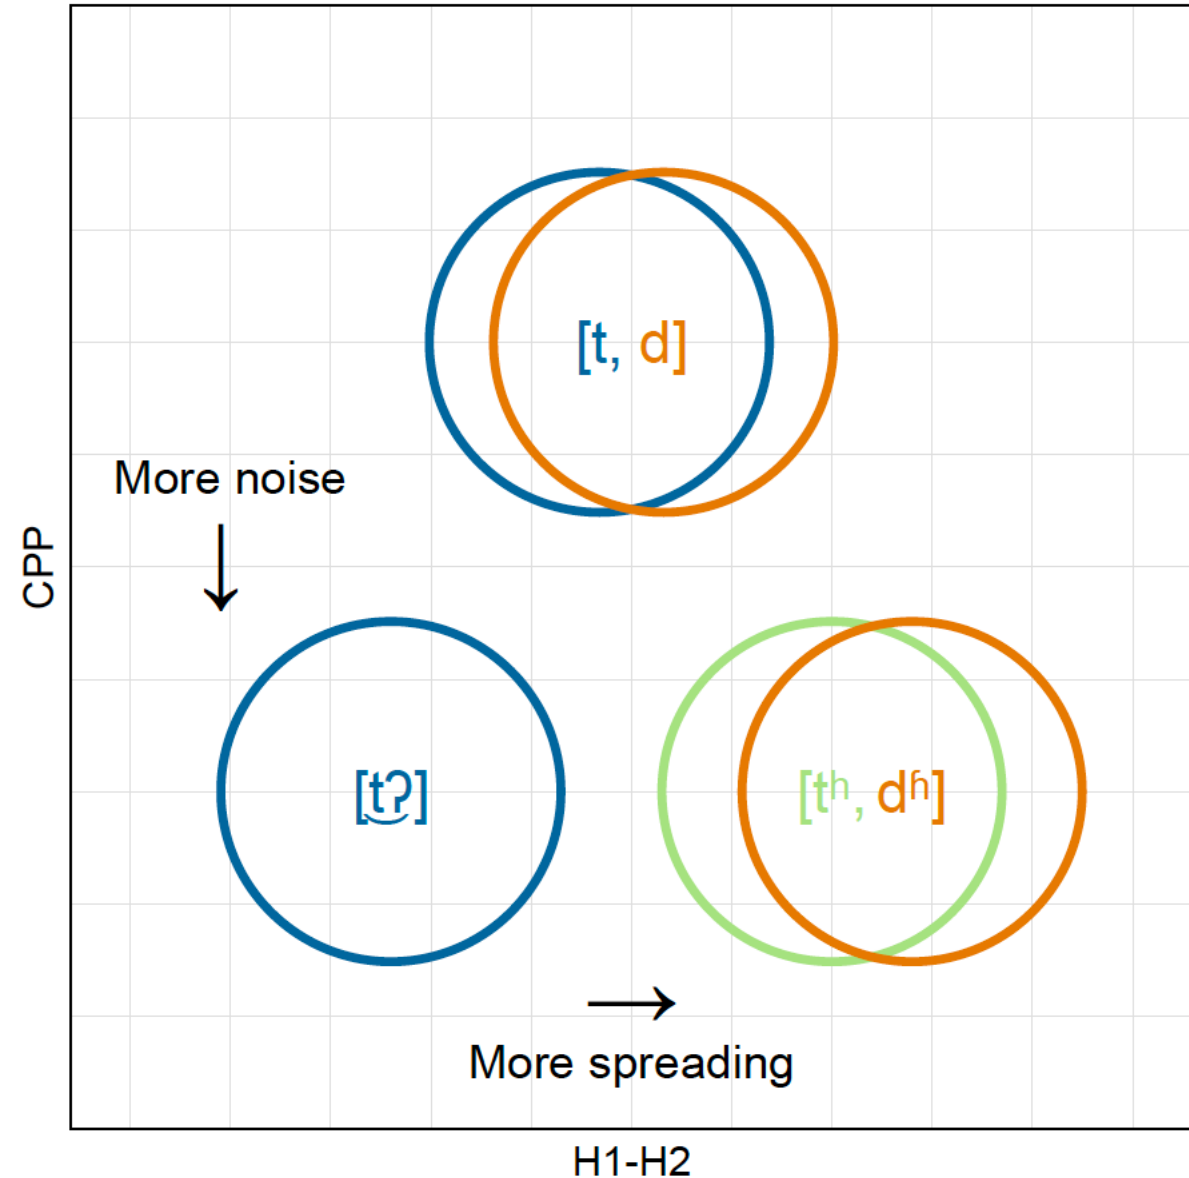 [t, d]
More noise
↓
CPP
[t͜ʔ]
[tʰ, dʱ]
→
More spreading
H1-H2